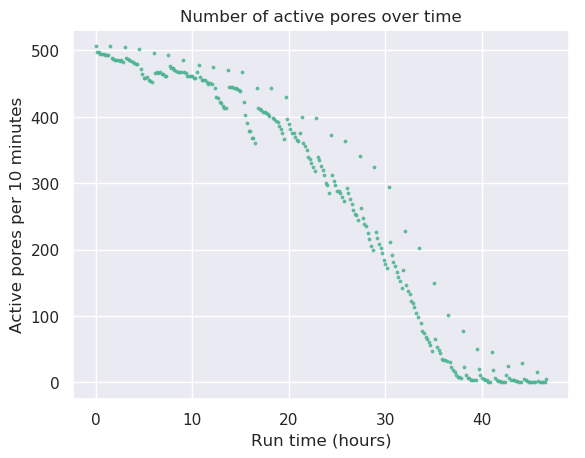 Number of active pores over time
Active pores per 10 minutes
500
400
300
200
100
0
0 10 20 30 40
Run time (hours)